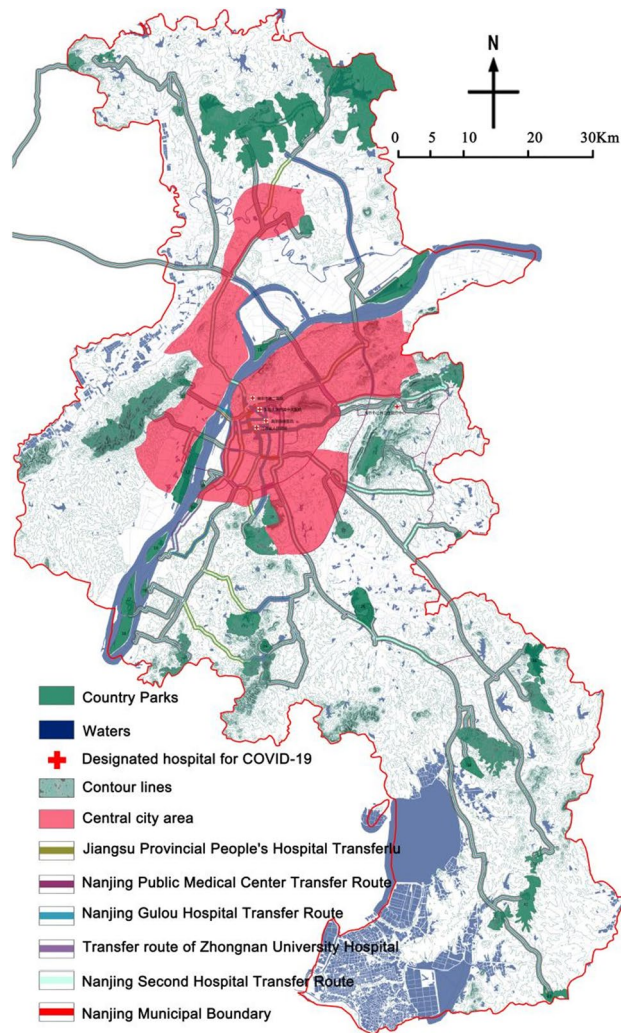 N
0 5 10 20 30Km
Country Parks
Waters
Designated hospital for COVID-19
Contour lines
Central city area
Jiangsu Provincial People's Hospital Transferlu
Nanjing Public Medical Center Transfer Route
Nanjing Gulou Hospital Transfer Route
Transfer route of Zhongnan University Hospital
Nanjing Second Hospital Transfer Route
Nanjing Municipal Boundary